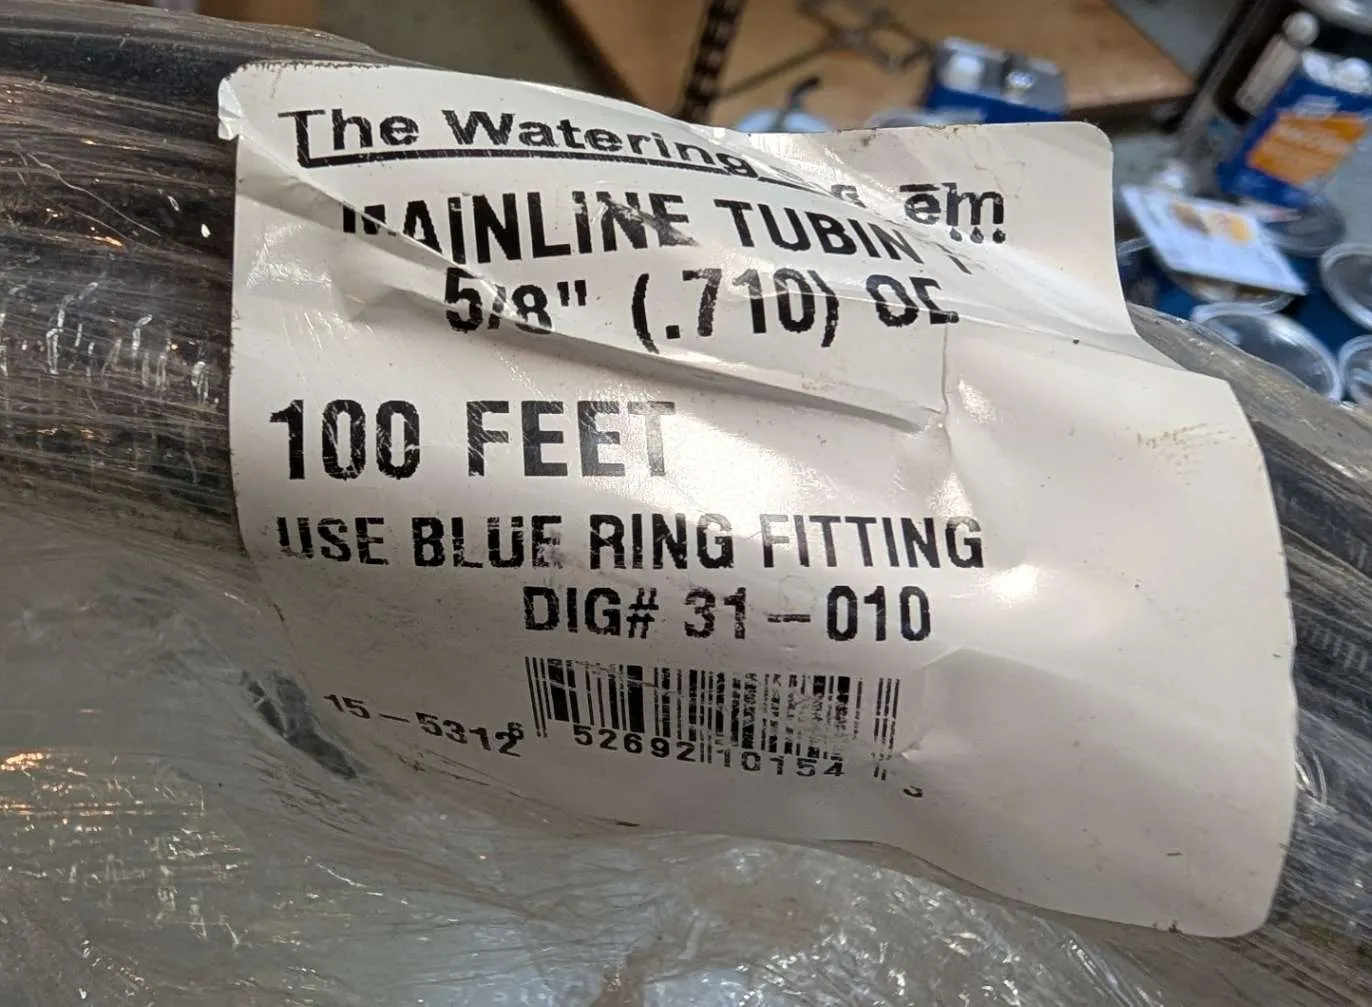 The Watering
MAINLINE TUBIN
5/8" (.710) OD
100 FEET
USE BLUE RING FITTING
DIG# 31-010
15-5312
6 52692 10154